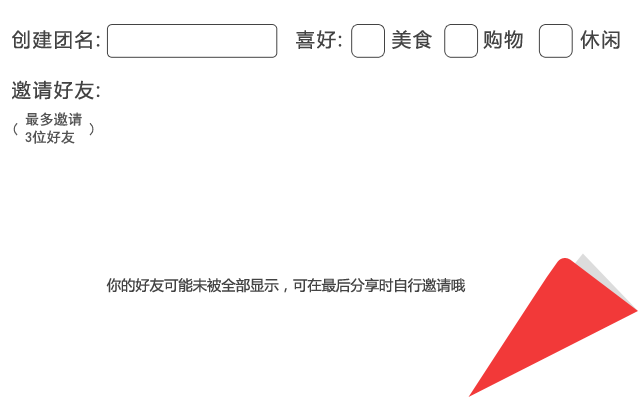 创建团名: 喜好: 美食 购物 休闲
邀请好友:
( 最多邀请
3位好友 )
你的好友可能未被全部显示，可在最后分享时自行邀请哦